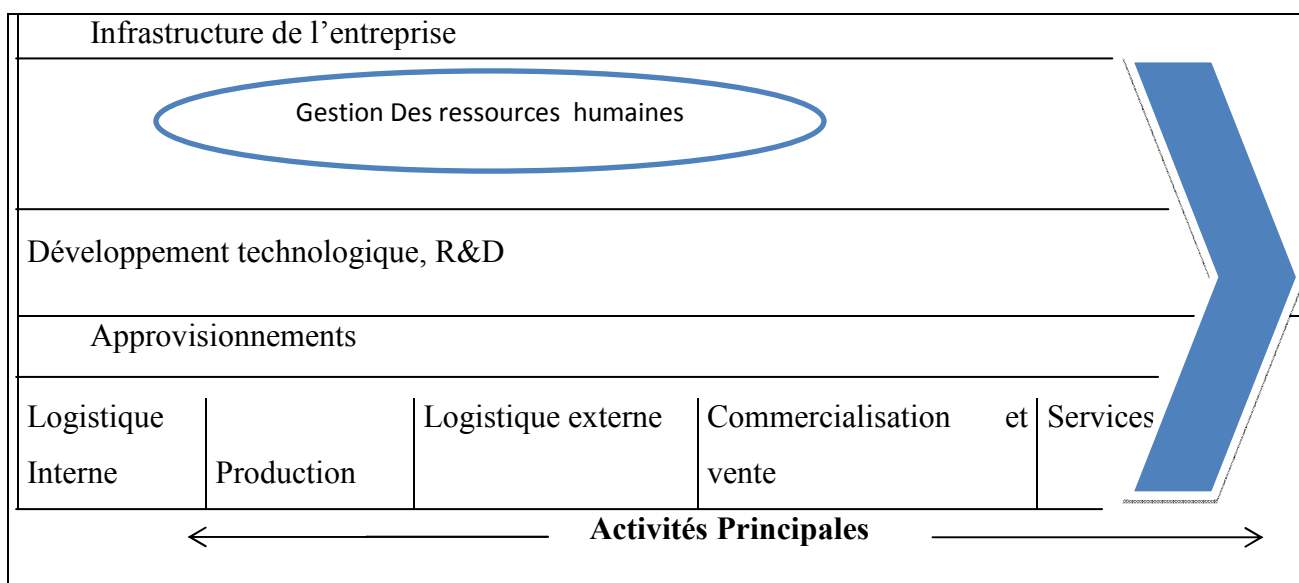 Infrastructure de l’entreprise
Gestion Des ressources humaines
Développement technologique, R&D
Approvisionnements
Logistique
Interne
Production
Logistique externe
Commercialisation et
vente
Services
Activités Principales